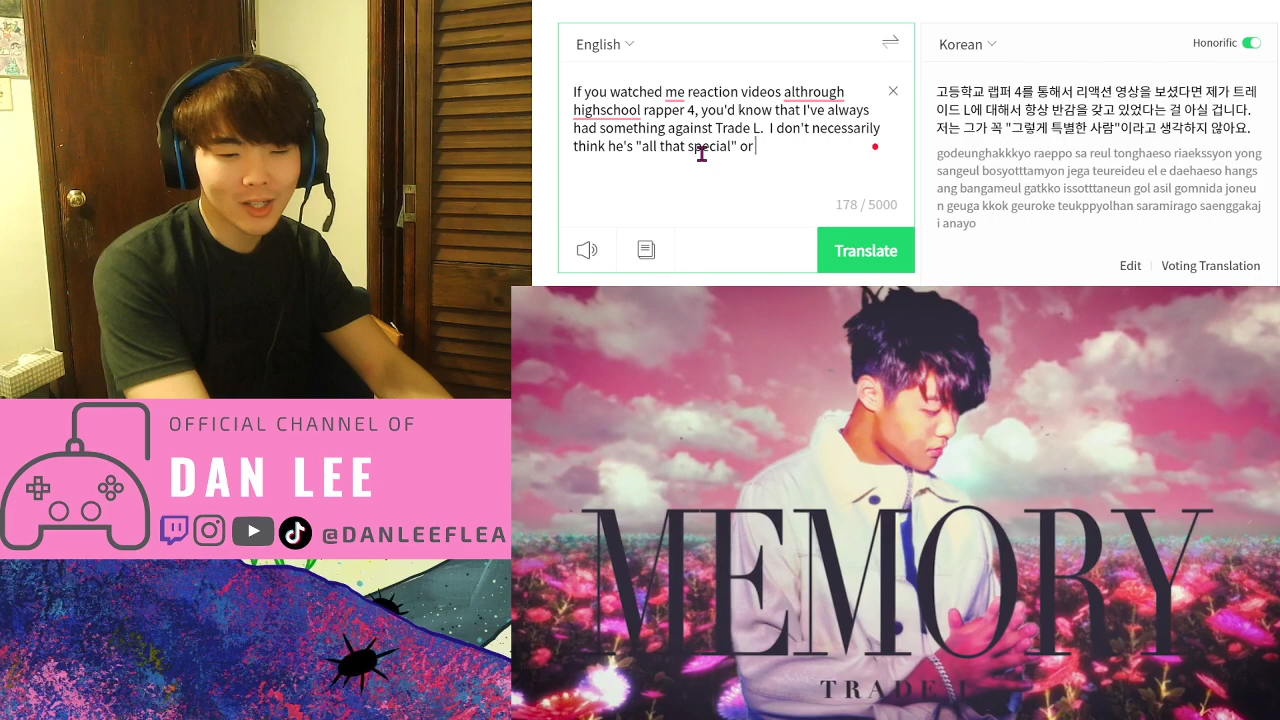 English
If you watched me reaction videos althrough
highschool rapper 4, you'd know that I've always
had something against Trade L.  I don't necessarily
think he's "all that special" or
178 / 5000
Translate
Korean
Honorific
고등학교 랩퍼 4를 통해서 리액션 영상을 보셨다면 제가 트레
이드 L에 대해서 항상 반감을 갖고 있었다는 걸 아실 겁니다.
저는 그가 꼭 "그렇게 특별한 사람"이라고 생각하지 않아요.
godeunghakkkyo raeppo sa reul tonghaeso riaekssyon yong
sangeul bosyotttamyon jega teureideu el e daehaeso hangs
ang bangameul gatkko issotttaneun gol asil gomnida joneu
n geuga kkok geuroke teukppyolhan saramirago saenggakaj
i anayo
Edit
Voting Translation
OFFICIAL CHANNEL OF
DAN LEE
@DANLEEFLEA
MEMORY
TRADE L